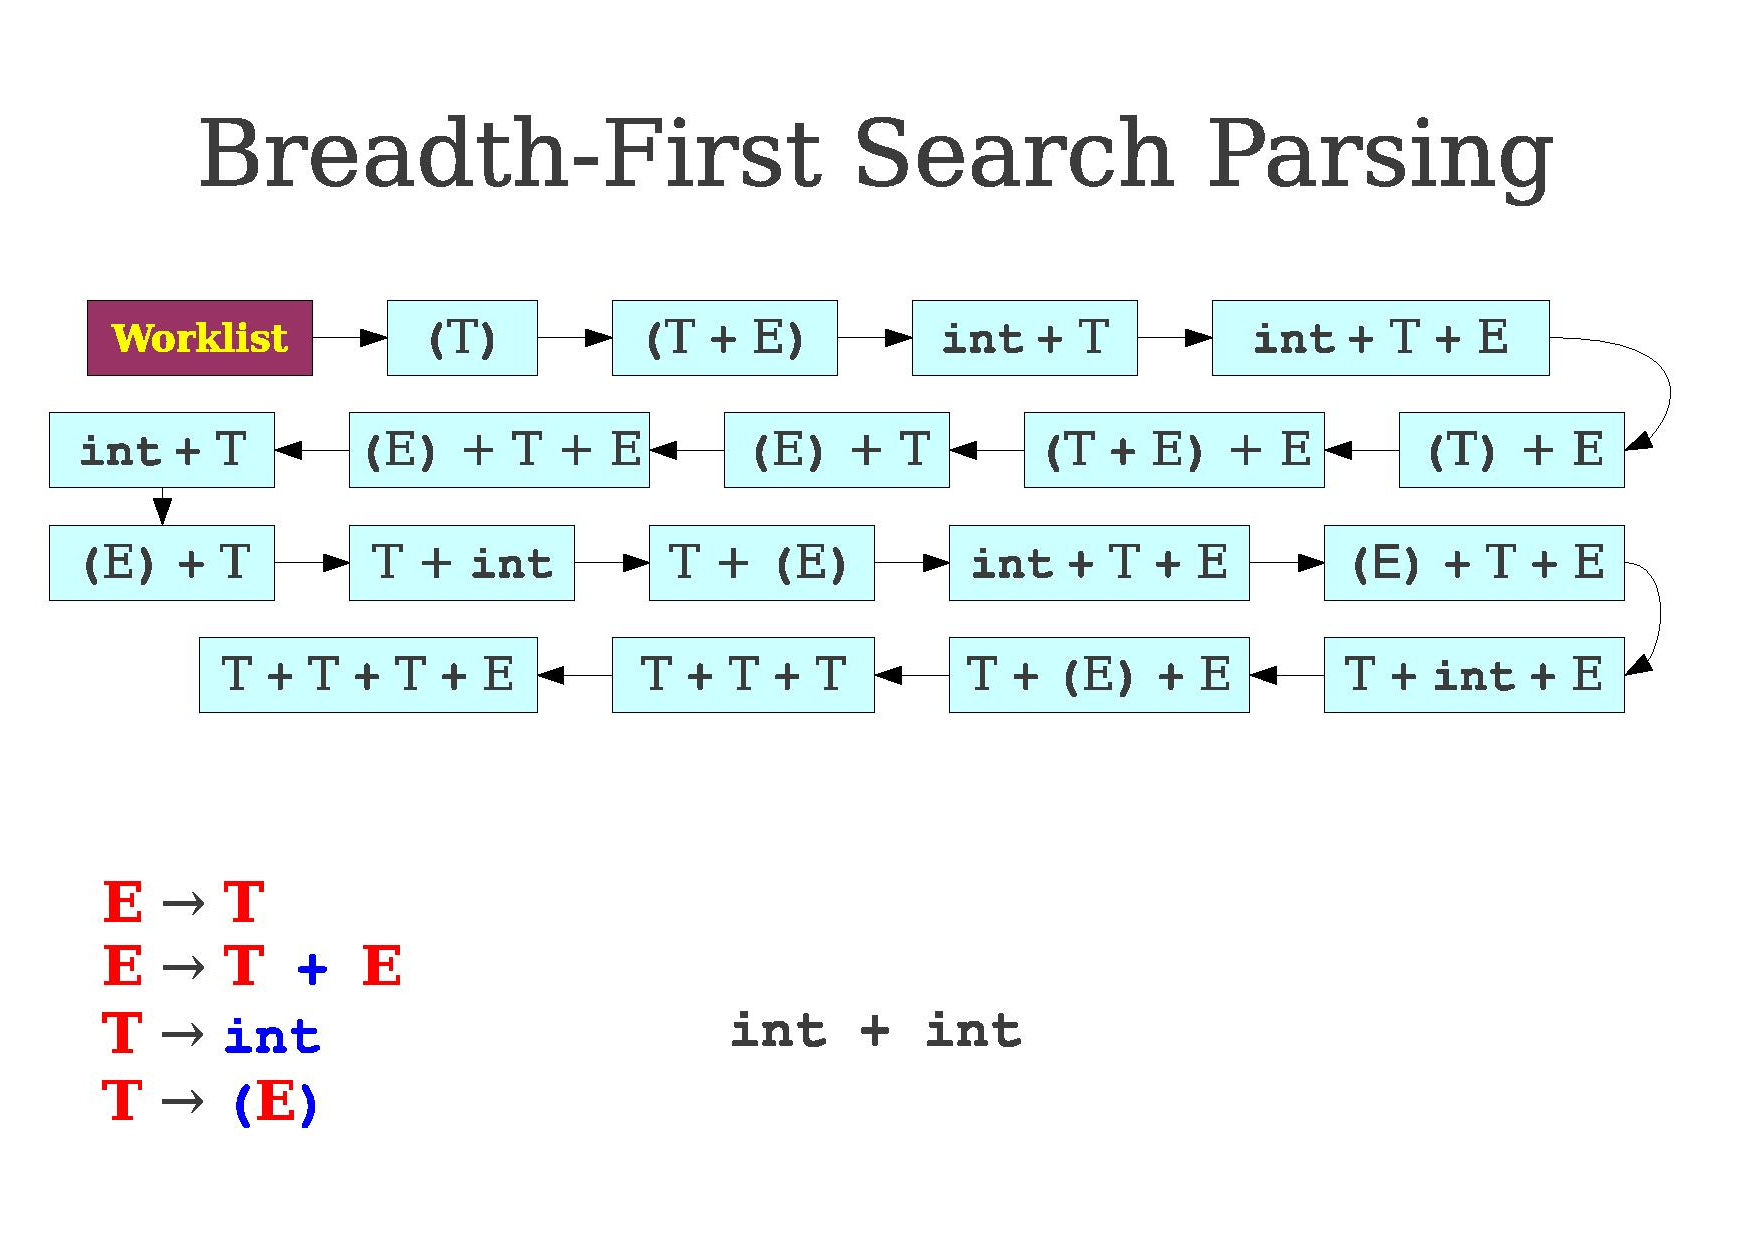 Breadth-First Search Parsing
Worklist (T) (T + E) int + T int + T + E
int + T (E) + T + E (E) + T (T + E) + E (T) + E
(E) + T T + int T + (E) int + T + E (E) + T + E
T + T + T + E T + T + T T + (E) + E T + int + E
E → T
E → T + E
T → int
T → (E)
int + int